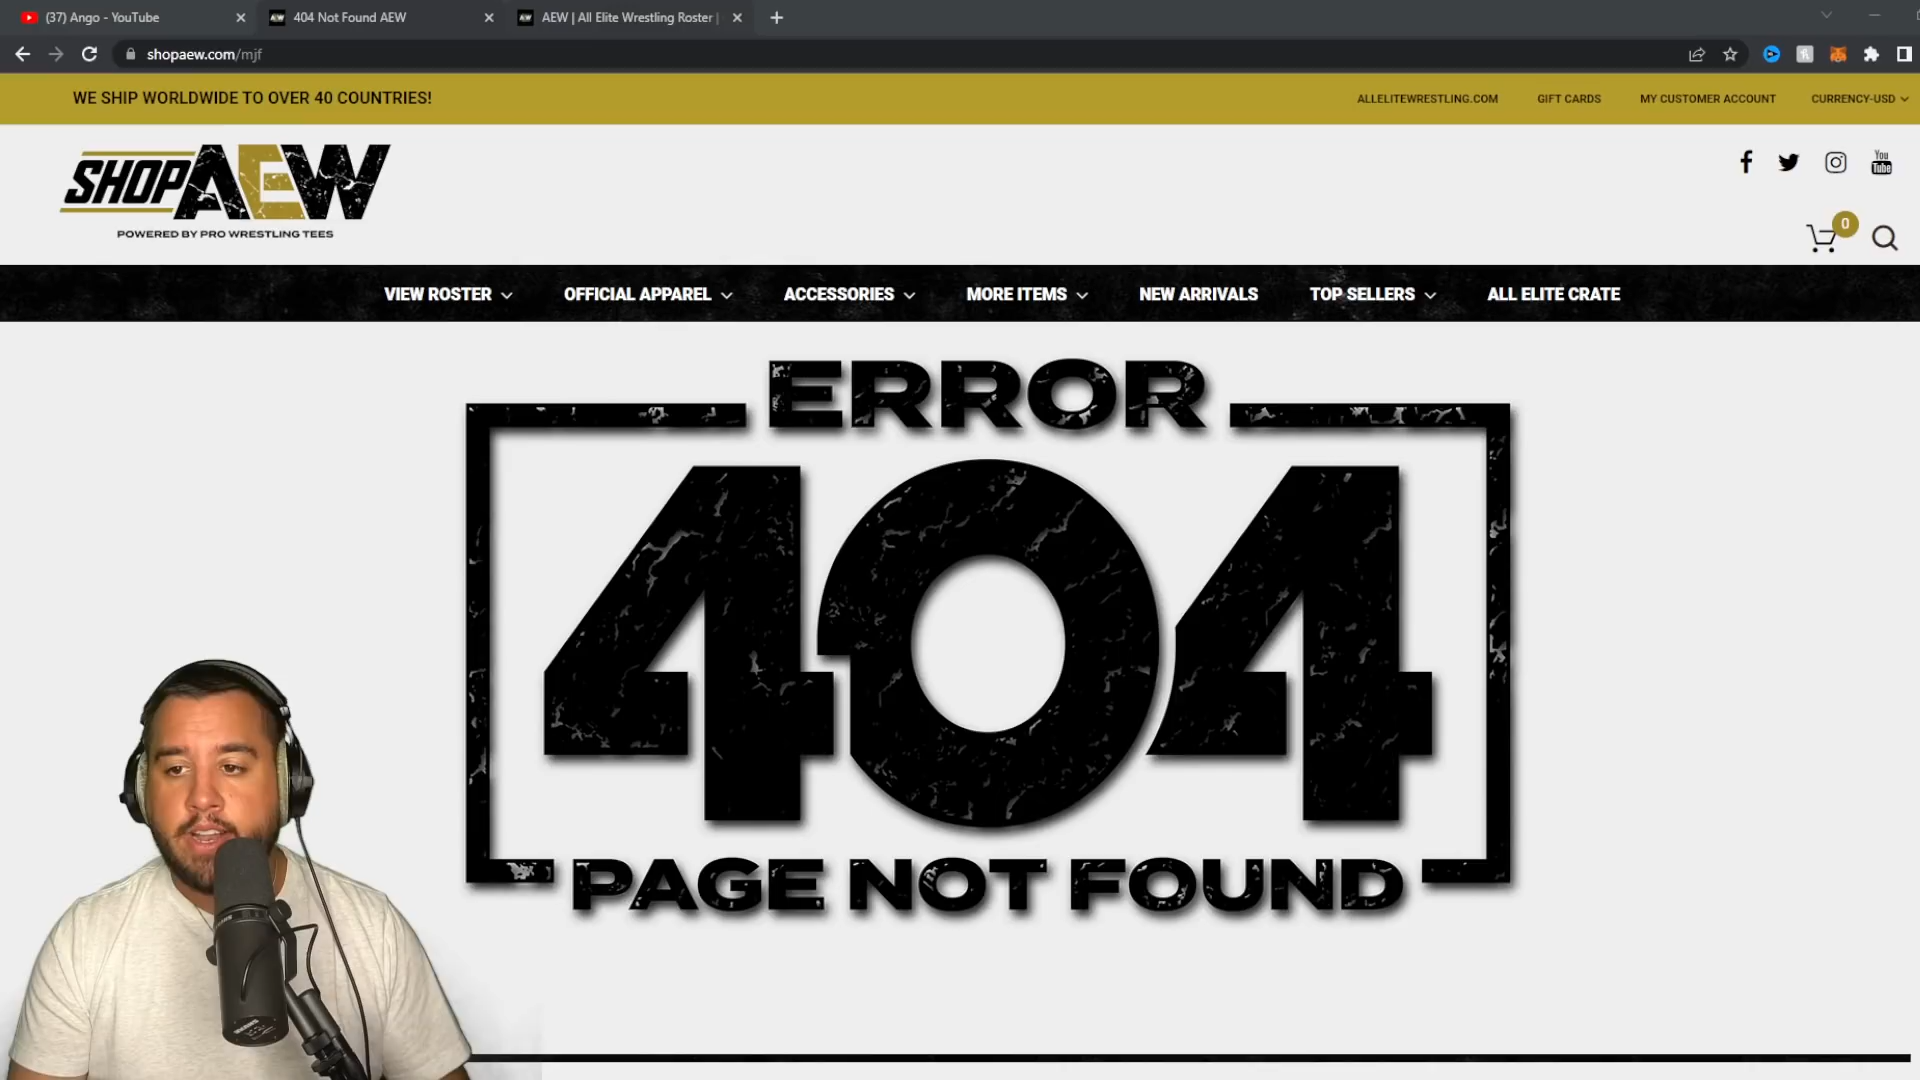 (37) Ango - YouTube
404 Not Found AEW
AEW | All Elite Wrestling Roster |
shopaew.com/mjf
WE SHIP WORLDWIDE TO OVER 40 COUNTRIES!
ALLELITEWRESTLING.COM
GIFT CARDS
MY CUSTOMER ACCOUNT
CURRENCY-USD
SHOP AEW
POWERED BY PRO WRESTLING TEES
You
Tube
0
VIEW ROSTER
OFFICIAL APPAREL
ACCESSORIES
MORE ITEMS
NEW ARRIVALS
TOP SELLERS
ALL ELITE CRATE
ERROR
404
PAGE NOT FOUND